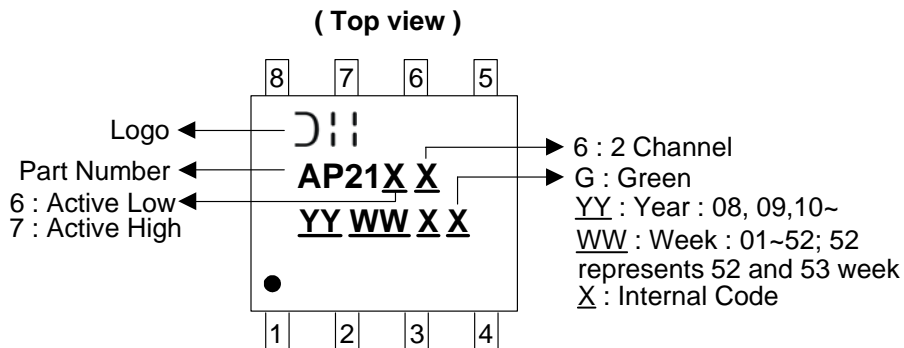 ( Top view )
8 7 6 5
Logo
Part Number
6 : Active Low
7 : Active High
AP21X X
YY WW X X
6 : 2 Channel
G : Green
YY : Year : 08, 09,10~
WW : Week : 01~52; 52
represents 52 and 53 week
X : Internal Code
1 2 3 4